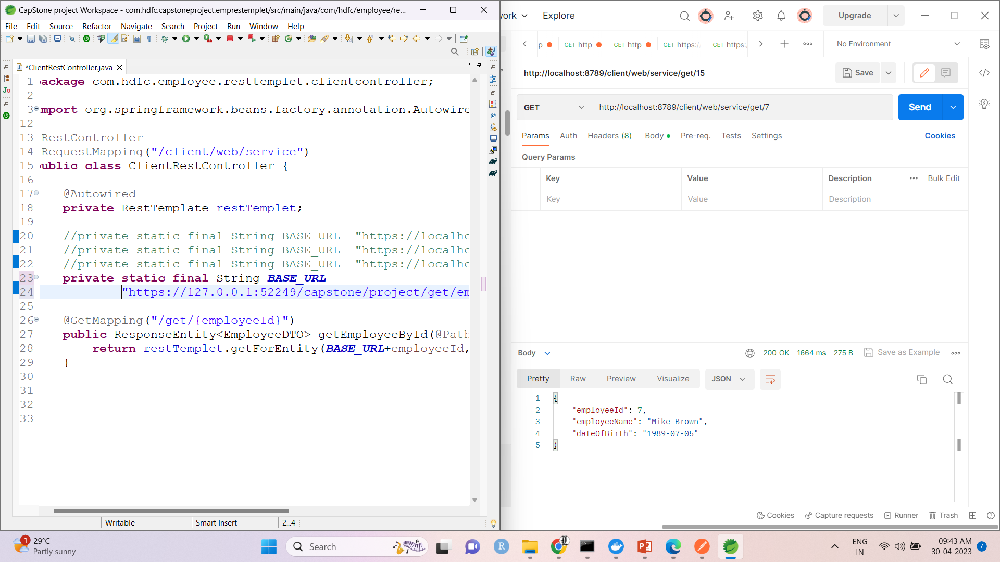 CapStone project Workspace - com.hdfc.capstoneproject.emprestemplet/src/main/java/com/hdfc/employee/re...
File Edit Source Refactor Navigate Search Project Run Window Help
*ClientRestController.java
1 ackage com.hdfc.employee.resttemplet.clientcontroller;
2
3 mport org.springframework.beans.factory.annotation.Autowire
12
13 RestController
14 RequestMapping("/client/web/service")
15 ublic class ClientRestController {
16
17 @Autowired
18 private RestTemplate restTemplet;
19
20 //private static final String BASE_URL= "https://localho
21 //private static final String BASE_URL= "https://localho
22 //private static final String BASE_URL= "https://localho
23 private static final String BASE_URL=
24 "https://127.0.0.1:52249/capstone/project/get/em
25
26 @GetMapping("/get/{employeeId}")
27 public ResponseEntity<EmployeeDTO> getEmployeeById(@Path
28 return restTemplet.getForEntity(BASE_URL+employeeId,
29 }
30
31
32
33
Writable Smart Insert 2...4
work Explore Upgrade
p GET http GET http GET https:/ GET https:/ No Environment
http://localhost:8789/client/web/service/get/15 Save
GET http://localhost:8789/client/web/service/get/7 Send
Params Auth Headers (8) Body Pre-req. Tests Settings Cookies
Query Params
Key Value Description Bulk Edit
Key Value Description
Body 200 OK 1664 ms 275 B Save as Example
Pretty Raw Preview Visualize JSON
1 {
2 "employeeId": 7,
3 "employeeName": "Mike Brown",
4 "dateOfBirth": "1989-07-05"
5 }
Cookies Capture requests Runner Trash
1 29°C
Partly sunny
Search
ENG
IN
09:43 AM
30-04-2023
7